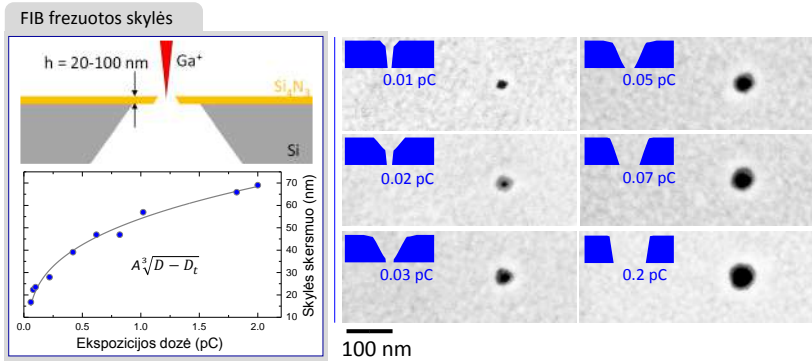 FIB frezuotos skylės
h = 20-100 nm
Ga⁺
Si₄N₃
Si
70
60
50
40
30
20
10
Skylės skersmuo (nm)
A∛(D − Dₜ)
0.0 0.5 1.0 1.5 2.0
Ekspozicijos dozė (pC)
0.01 pC
0.05 pC
0.02 pC
0.07 pC
0.03 pC
0.2 pC
100 nm